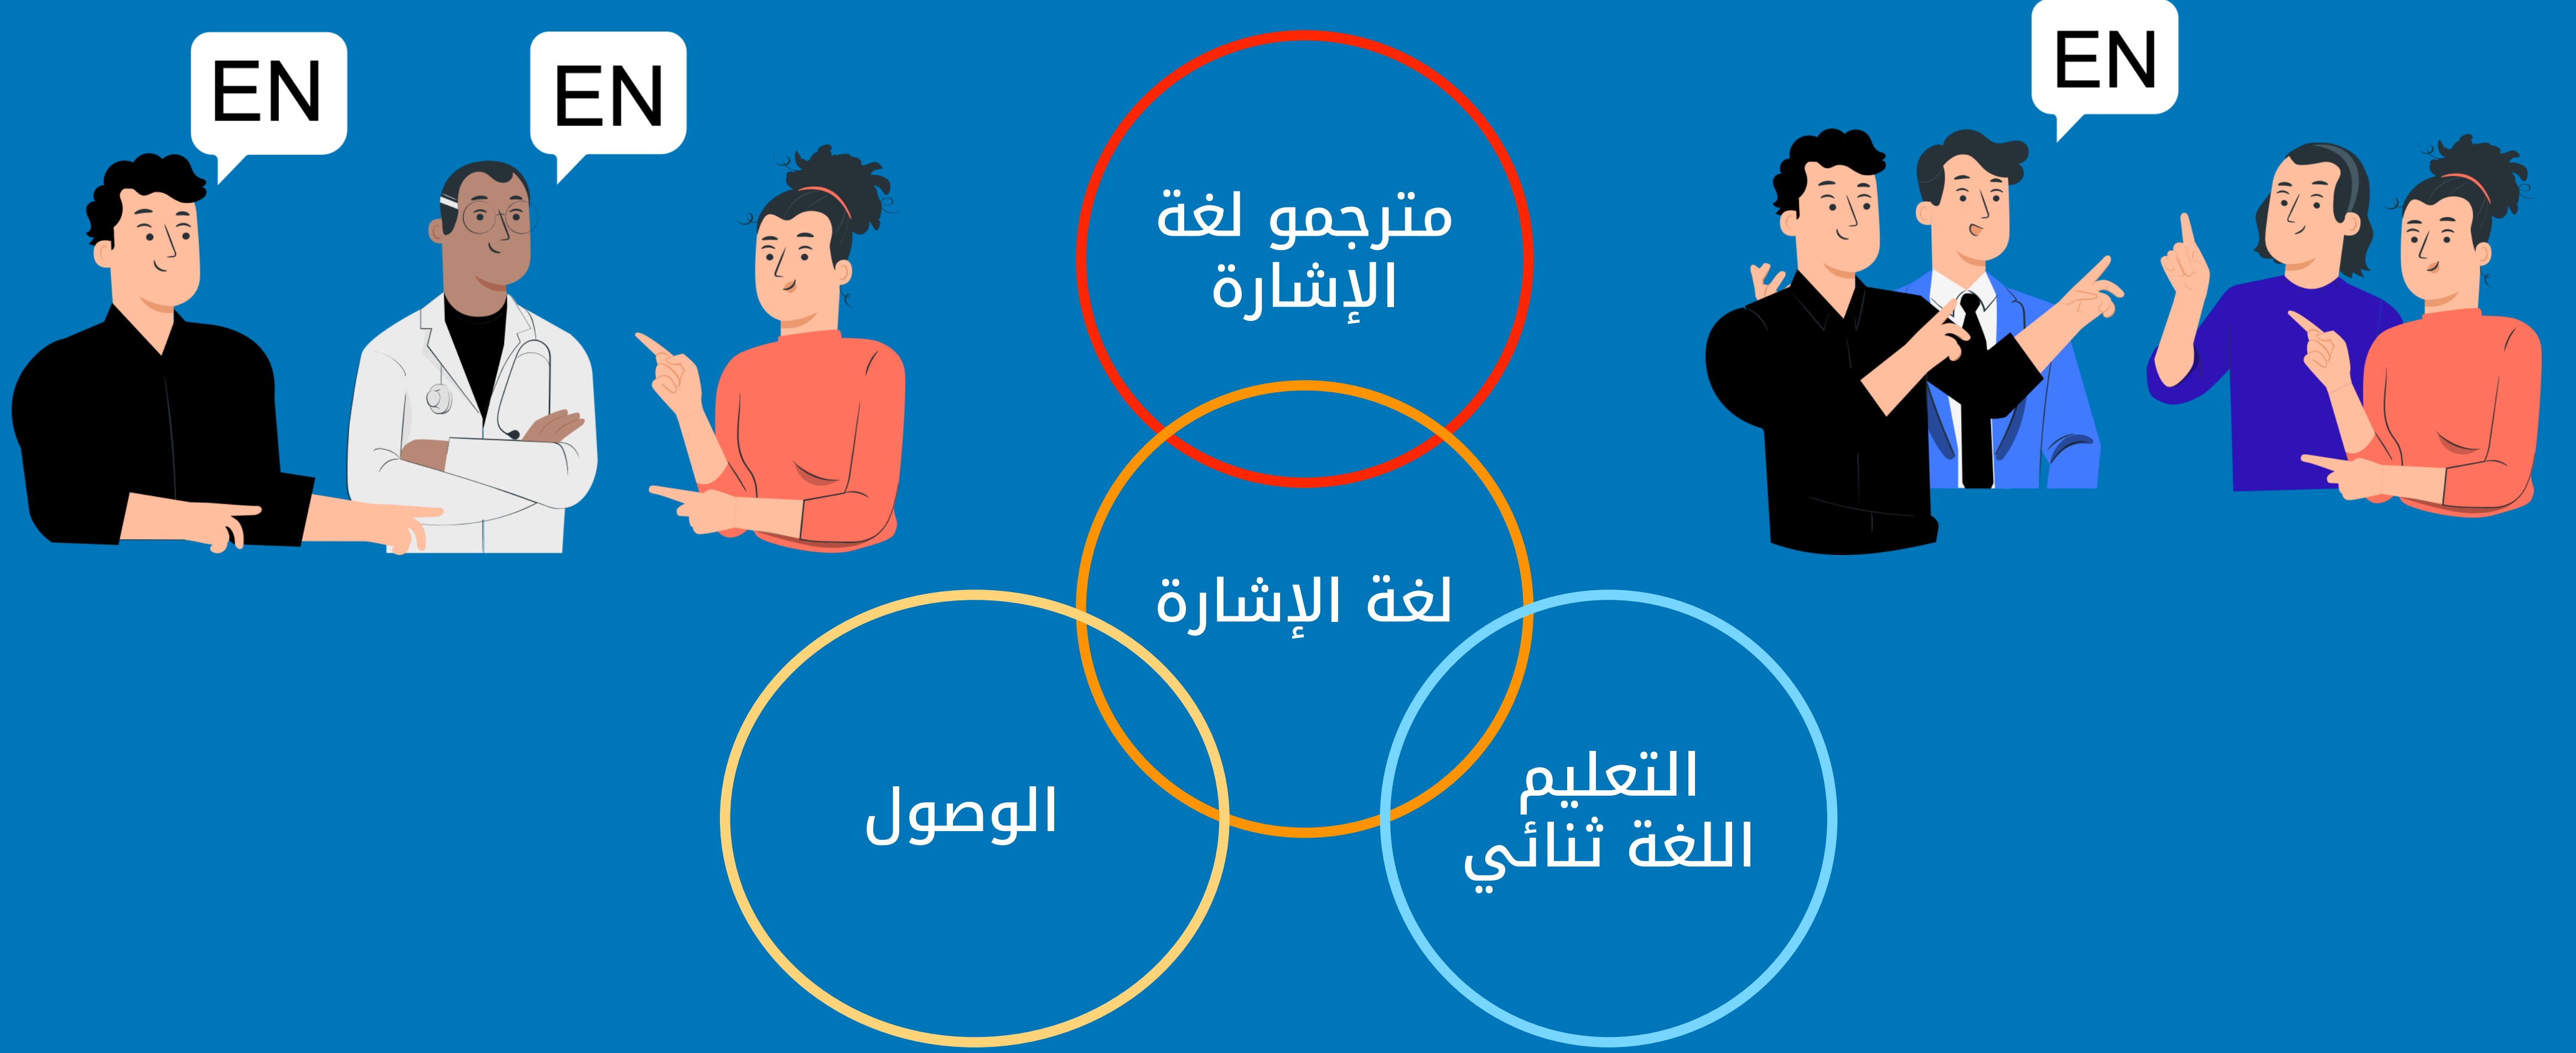 EN
EN
EN
مترجمو لغة
الإشارة
لغة الإشارة
الوصول
التعليم
اللغة ثنائي